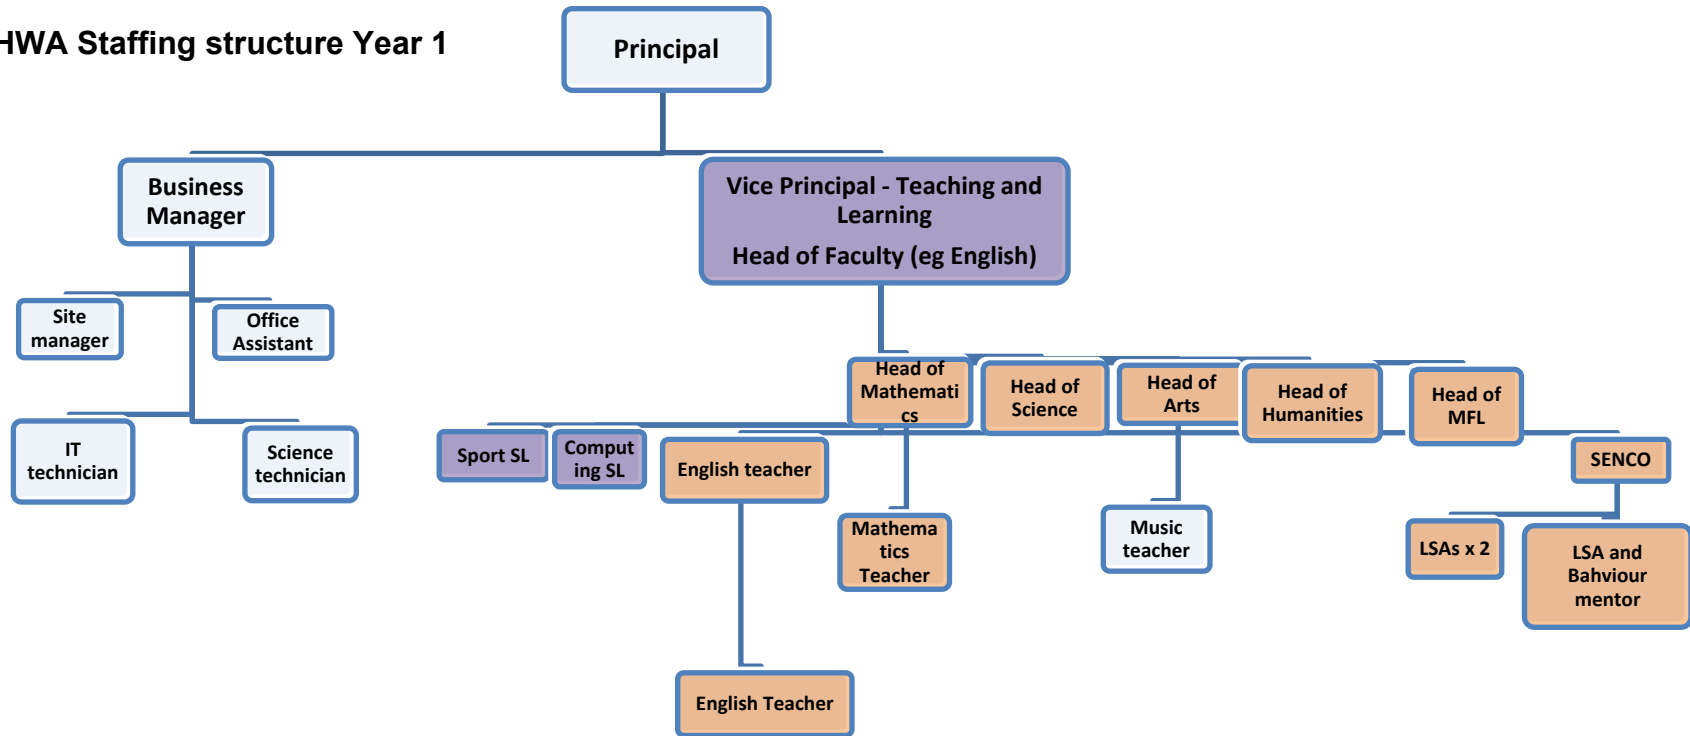 HWA Staffing structure Year 1
Principal
Business
Manager
Vice Principal - Teaching and
Learning
Head of Faculty (eg English)
Site
manager
Office
Assistant
IT
technician
Science
technician
Head of
Mathemati
cs
Head of
Science
Head of
Arts
Head of
Humanities
Head of
MFL
Sport SL
Comput
ing SL
English teacher
SENCO
Mathema
tics
Teacher
Music
teacher
LSAs x 2
LSA and
Bahviour
mentor
English Teacher